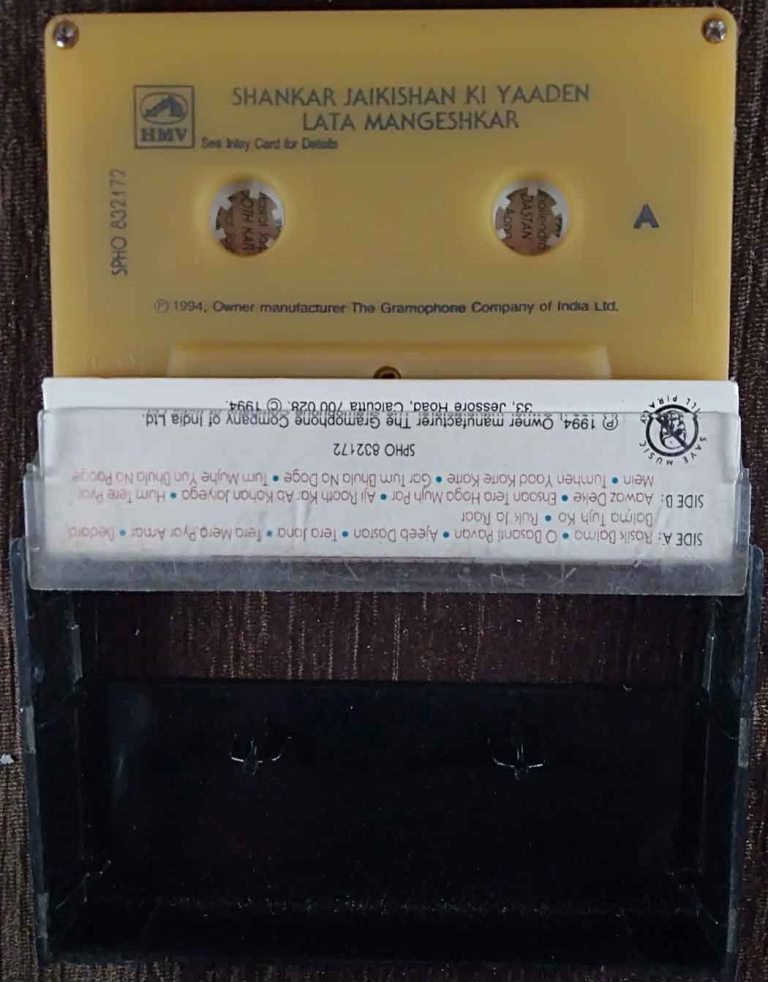 SHANKAR JAIKISHAN KI YAADEN
LATA MANGESHKAR
HMV
See Inlay Card for Details
SPHO 832172
DASTAN
A
℗ 1994, Owner manufacturer The Gramophone Company of India Ltd.
SIDE A: Rasik Balma • O Basanti Pavan • Ajeeb Dastan • Tera Jana • Tera Mera Pyar Amar • Bedard
Balma Tujh Ko • Ruk Ja Raat
SIDE B: Aawaz Deke • Ehsaan Tera Hoga Mujh Par • Aji Rooth Kar Ab Kahan Jaiyega • Hum Tere Pyar
Mein • Tumhen Yaad Karte Karte • Gar Tum Bhula Na Doge • Tum Mujhe Yun Bhula Na Paoge
SPHO 832172
℗ 1994, Owner manufacturer The Gramophone Company of India Ltd.
33, Jessore Road, Calcutta 700 028. © 1994.
SAVE MUSIC